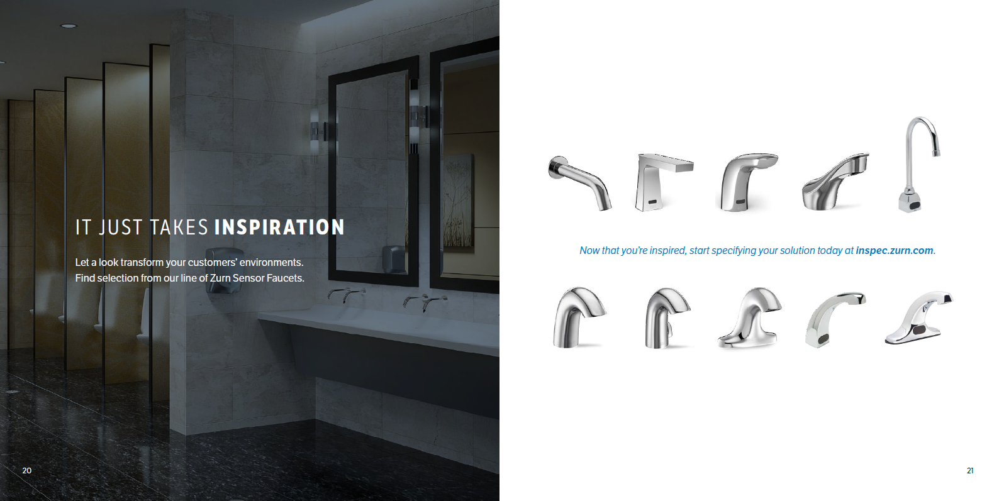 IT JUST TAKES INSPIRATION
Let a look transform your customers’ environments.
Find selection from our line of Zurn Sensor Faucets.
20
Now that you’re inspired, start specifying your solution today at inspec.zurn.com.
21